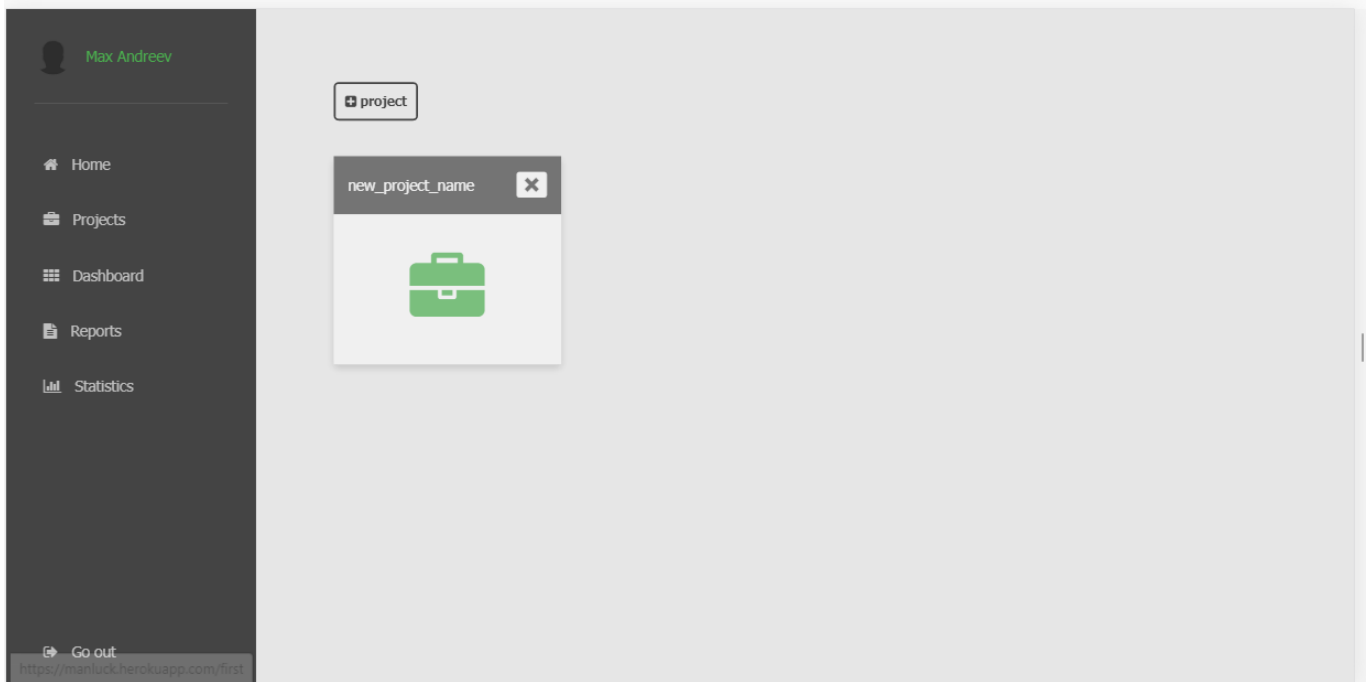 Max Andreev
project
new_project_name
Home
Projects
Dashboard
Reports
Statistics
Go out
https://manluck.herokuapp.com/first